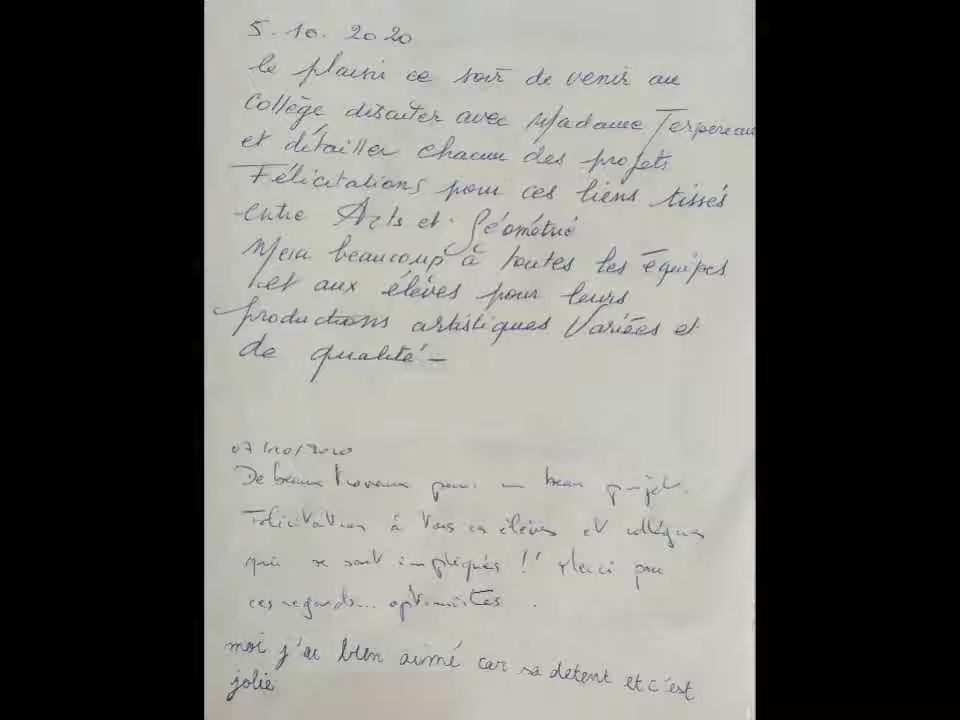 5.10.2020
le plaisir ce soir de venir au
Collège discuter avec Madame Terpereau
et détailler chacun des projets
Félicitations pour ces liens tissés
entre Arts et Géométrie
Merci beaucoup à toutes les équipes
et aux élèves pour leurs
productions artistiques variées et
de qualité –
07/10/2020
De beaux travaux pour un beau projet.
Félicitations à tous ces élèves et collègues
qui se sont impliqués !! Merci pour
ces regards... optimistes.
moi j'ai bien aimé car sa détent et c'est
jolie